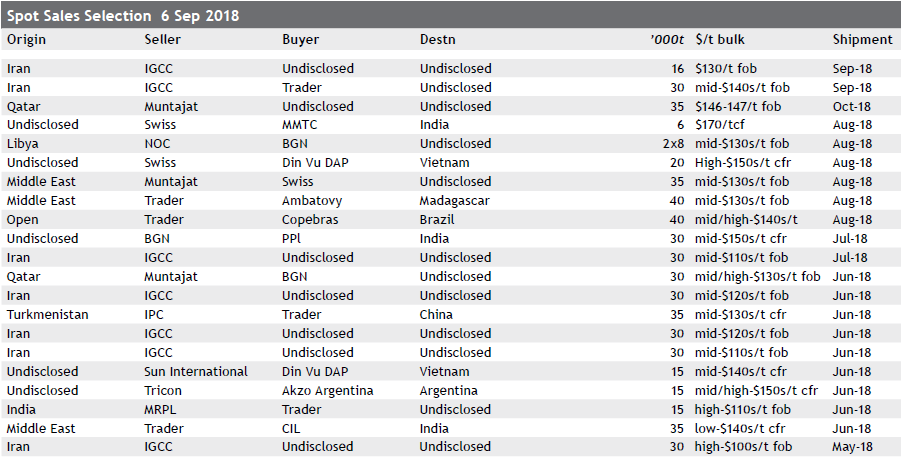 Spot Sales Selection 6 Sep 2018
Origin Seller Buyer Destn '000t $/t bulk Shipment
Iran IGCC Undisclosed Undisclosed 16 $130/t fob Sep-18
Iran IGCC Trader Undisclosed 30 mid-$140s/t fob Sep-18
Qatar Muntajat Undisclosed Undisclosed 35 $146-147/t fob Oct-18
Undisclosed Swiss MMTC India 6 $170/tcf Aug-18
Libya NOC BGN Undisclosed 2x8 mid-$130s/t fob Aug-18
Undisclosed Swiss Din Vu DAP Vietnam 20 High-$150s/t cfr Aug-18
Middle East Muntajat Swiss Undisclosed 35 mid-$130s/t fob Aug-18
Middle East Trader Ambatovy Madagascar 40 mid-$130s/t fob Aug-18
Open Trader Copebras Brazil 40 mid/high-$140s/t Aug-18
Undisclosed BGN PPl India 30 mid-$150s/t cfr Jul-18
Iran IGCC Undisclosed Undisclosed 30 mid-$110s/t fob Jul-18
Qatar Muntajat BGN Undisclosed 30 mid/high-$130s/t fob Jun-18
Iran IGCC Undisclosed Undisclosed 30 mid-$120s/t fob Jun-18
Turkmenistan IPC Trader China 35 mid-$130s/t cfr Jun-18
Iran IGCC Undisclosed Undisclosed 30 mid-$120s/t fob Jun-18
Iran IGCC Undisclosed Undisclosed 30 mid-$110s/t fob Jun-18
Undisclosed Sun International Din Vu DAP Vietnam 15 mid-$140s/t cfr Jun-18
Undisclosed Tricon Akzo Argentina Argentina 15 mid/high-$150s/t cfr Jun-18
India MRPL Trader Undisclosed 15 high-$110s/t fob Jun-18
Middle East Trader CIL India 35 low-$140s/t cfr Jun-18
Iran IGCC Undisclosed Undisclosed 30 high-$100s/t fob May-18